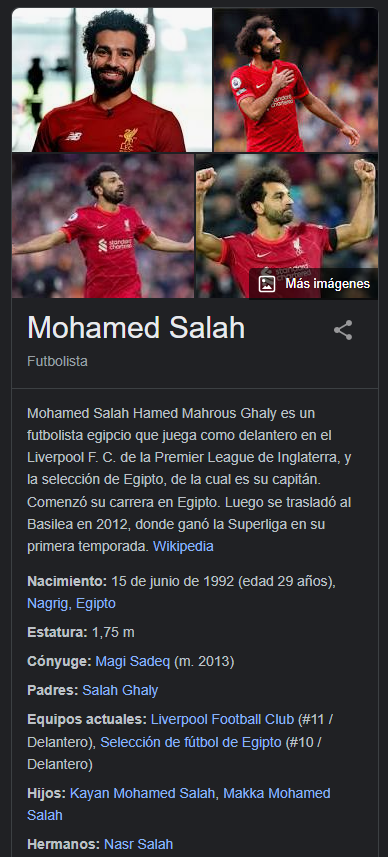 Más imágenes
Mohamed Salah
Futbolista
Mohamed Salah Hamed Mahrous Ghaly es un
futbolista egipcio que juega como delantero en el
Liverpool F. C. de la Premier League de Inglaterra, y
la selección de Egipto, de la cual es su capitán.
Comenzó su carrera en Egipto. Luego se trasladó al
Basilea en 2012, donde ganó la Superliga en su
primera temporada. Wikipedia
Nacimiento: 15 de junio de 1992 (edad 29 años),
Nagrig, Egipto
Estatura: 1,75 m
Cónyuge: Magi Sadeq (m. 2013)
Padres: Salah Ghaly
Equipos actuales: Liverpool Football Club (#11 /
Delantero), Selección de fútbol de Egipto (#10 /
Delantero)
Hijos: Kayan Mohamed Salah, Makka Mohamed
Salah
Hermanos: Nasr Salah